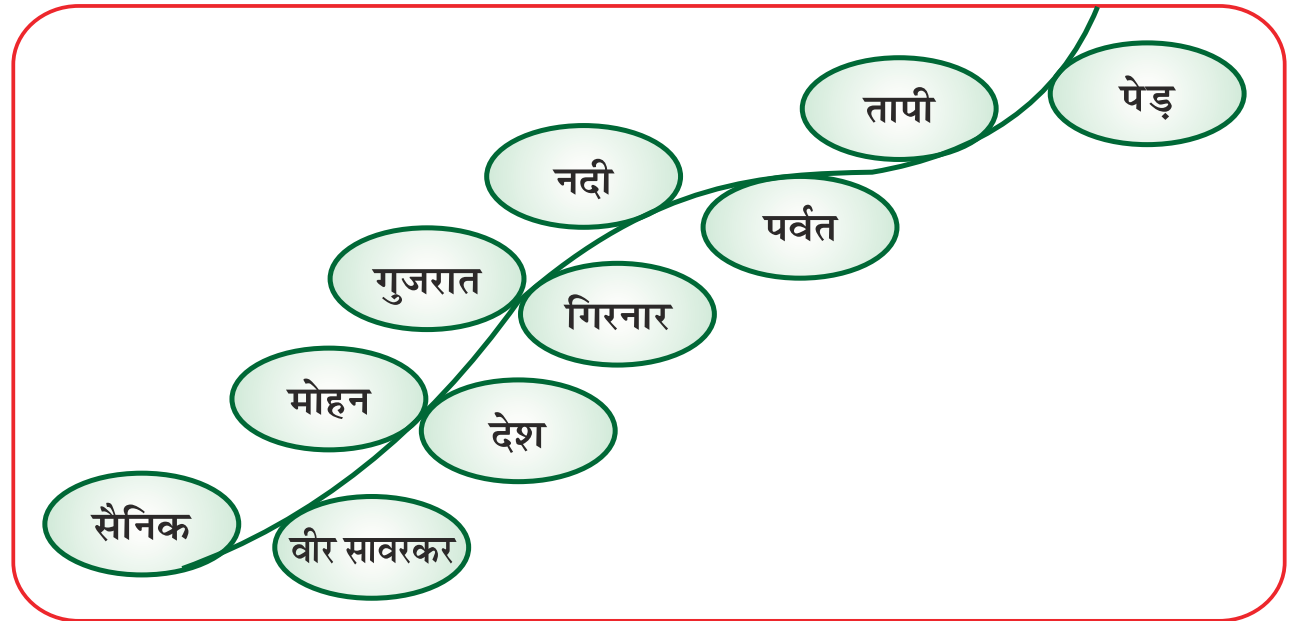 पेड़
तापी
नदी
पर्वत
गुजरात
गिरनार
मोहन
देश
सैनिक
वीर सावरकर